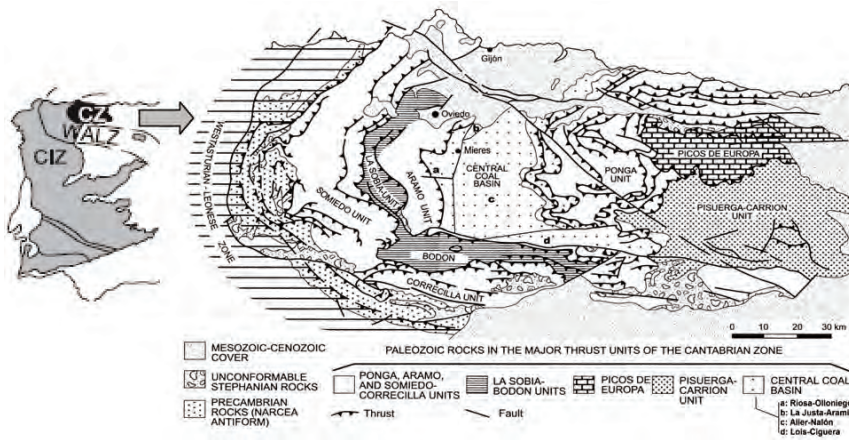 CZ
WALZ
CIZ
WESTASTURIAN - LEONESE ZONE
Gijón
Oviedo
Mieres
SOMIEDO UNIT
LA SOBIA-UNIT
ARAMO UNIT
CENTRAL
COAL
BASIN
a
b
c
d
PONGA
UNIT
PICOS DE EUROPA
PISUERGA-CARRION
UNIT
BODON
CORRECILLA UNIT
0 10 20 30 km
PALEOZOIC ROCKS IN THE MAJOR THRUST UNITS OF THE CANTABRIAN ZONE
MESOZOIC-CENOZOIC
COVER
UNCONFORMABLE
STEPHANIAN ROCKS
PRECAMBRIAN
ROCKS (NARCEA
ANTIFORM)
PONGA, ARAMO,
AND SOMIEDO-
CORRECILLA UNITS
LA SOBIA-
BODON UNITS
PICOS DE
EUROPA
PISUERGA-
CARRION
UNIT
CENTRAL COAL
BASIN
Thrust
Fault
a: Riosa-Olloniego
b: La Justa-Arami
c: Aller-Nalón
d: Lois-Ciguera